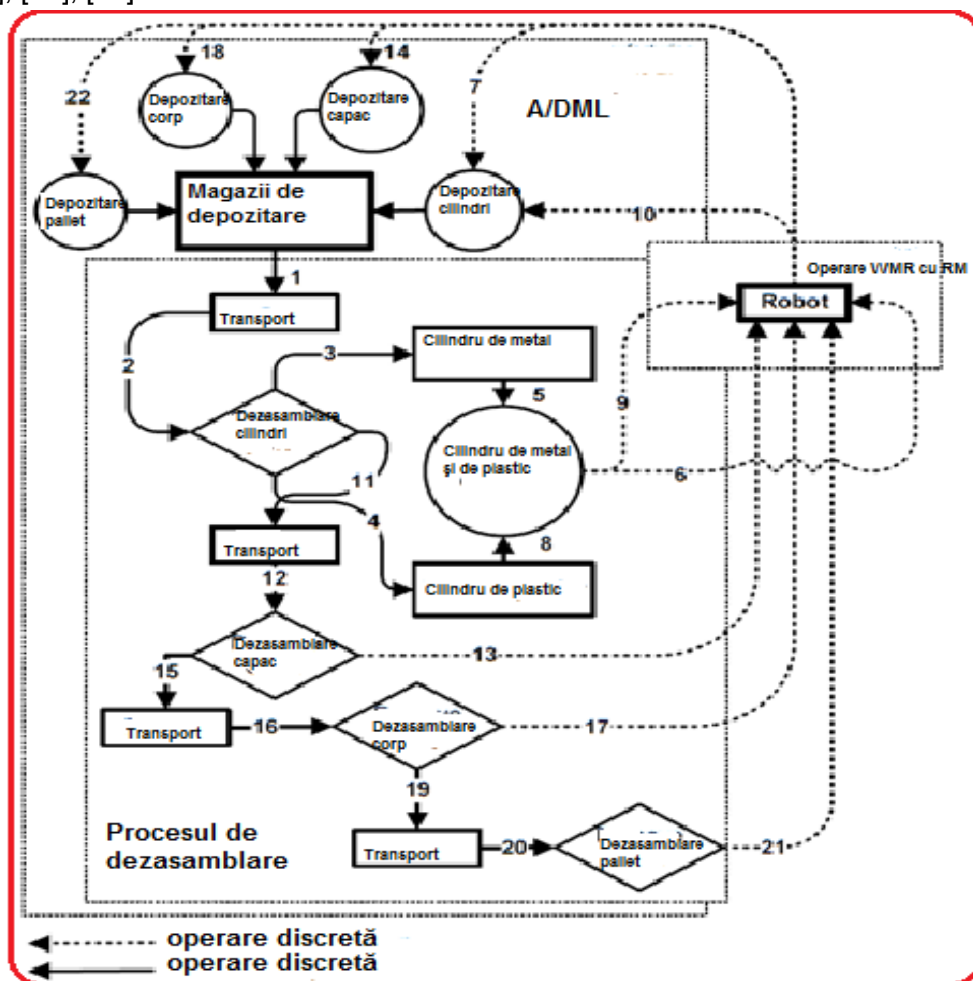 18
14
22
7
Depozitare
corp
Depozitare
capac
A/DML
Depozitare
pallet
Magazii de
depozitare
Depozitare
cilindri
10
Operare WMR cu RM
Robot
1
Transport
2
3
Cilindru de metal
5
9
Dezasamblare
cilindri
Cilindru de metal
și de plastic
6
11
4
Transport
8
12
Cilindru de plastic
Dezasamblare
capac
13
15
Transport
16
Dezasamblare
corp
17
19
Procesul de
dezasamblare
Transport
20
Dezasamblare
pallet
21
operare discretă
operare discretă